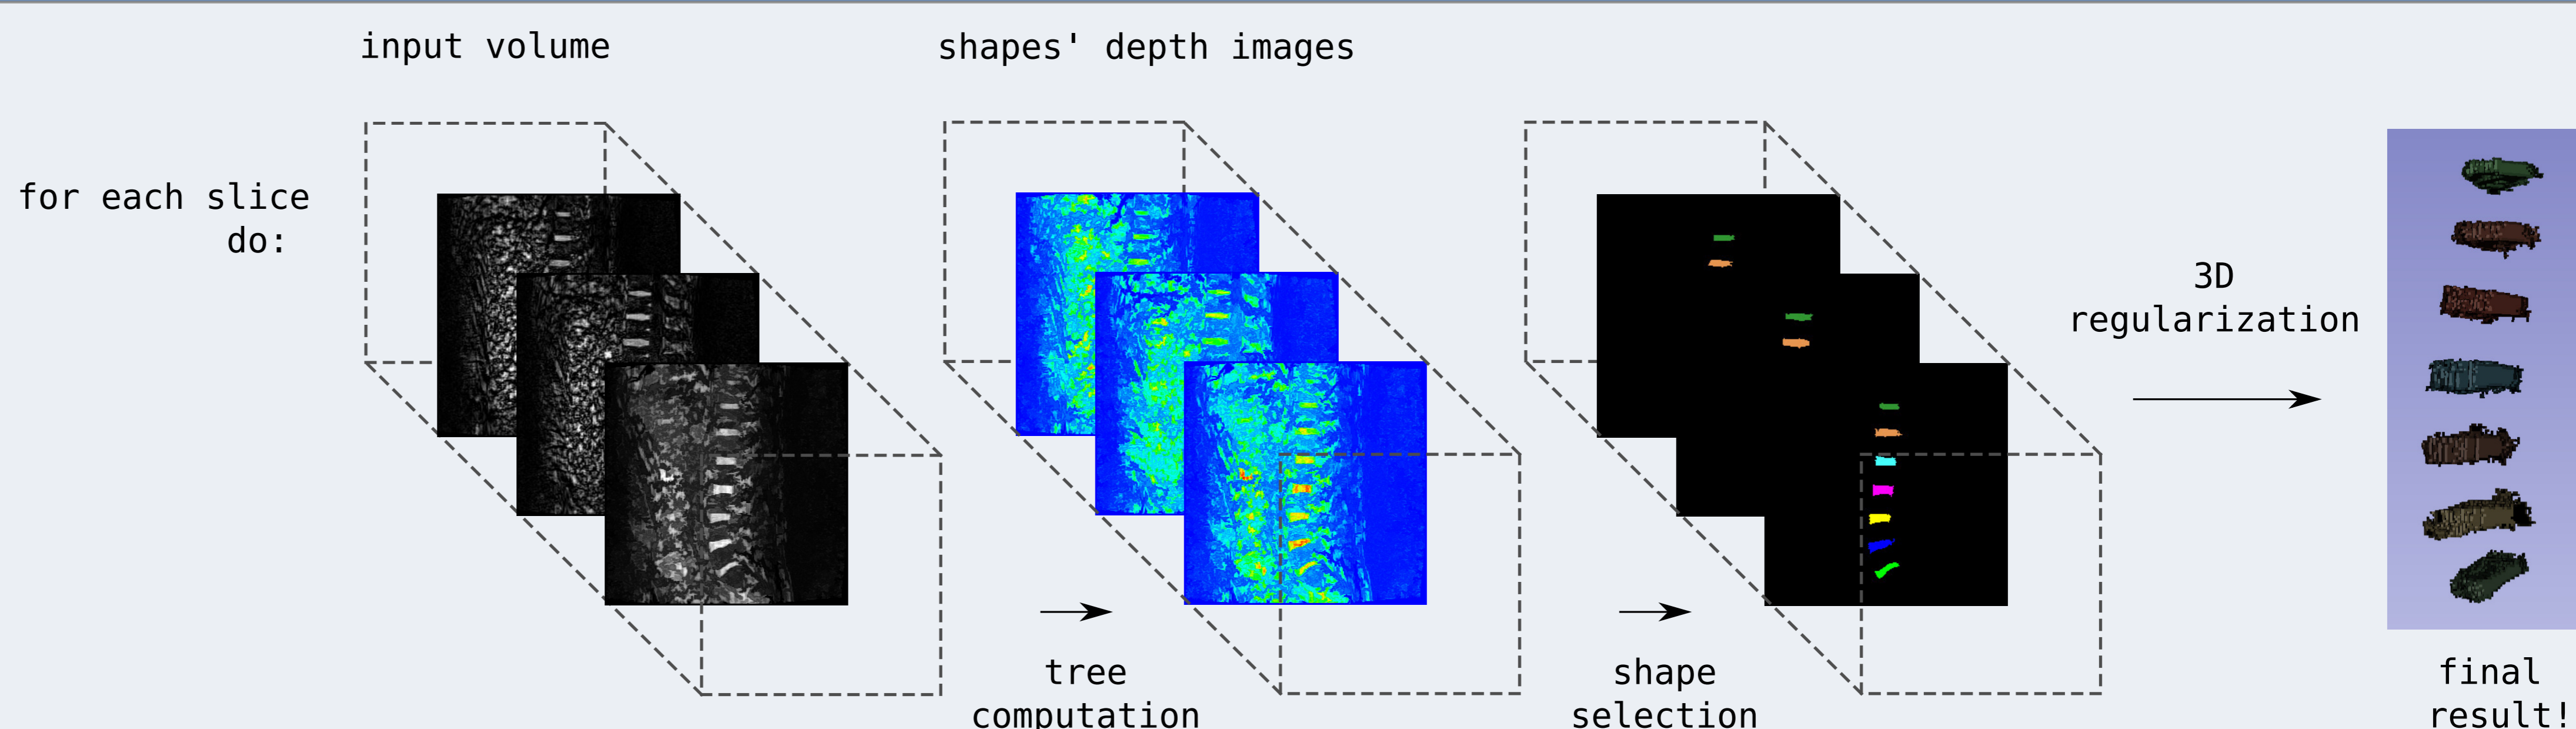 input volume
shapes' depth images
for each slice
do:
3D
regularization
tree
computation
shape
selection
final
result!